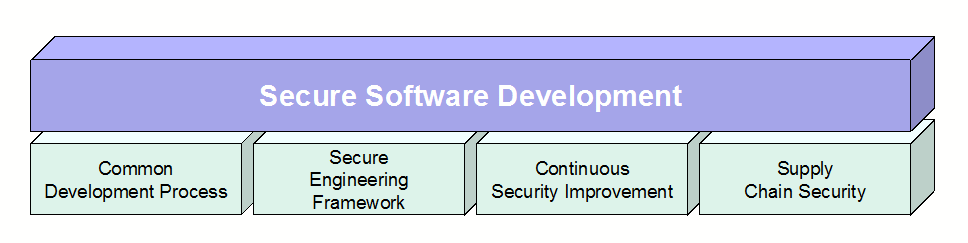 Secure Software Development
Common
Development Process
Secure
Engineering
Framework
Continuous
Security Improvement
Supply
Chain Security